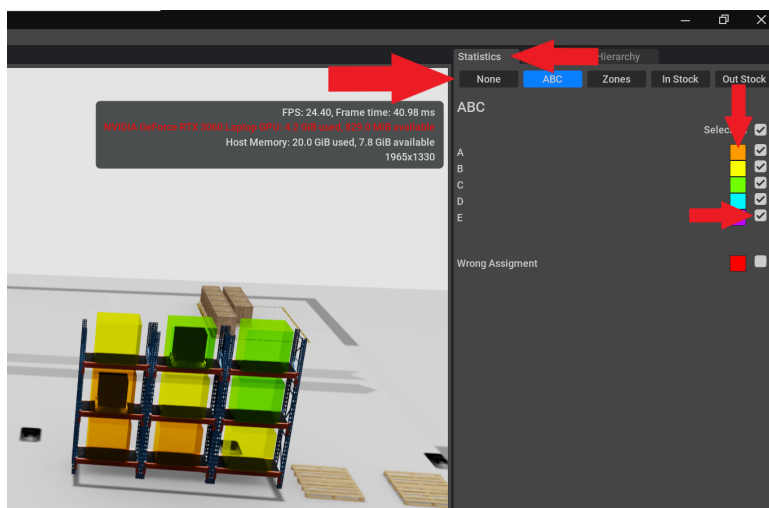 Statistics
Hierarchy
None
ABC
Zones
In Stock
Out Stock
ABC
FPS: 24.40, Frame time: 40.98 ms
Host Memory: 20.0 GiB used, 7.8 GiB available
1965x1330
A
B
C
D
E
Wrong Assigment